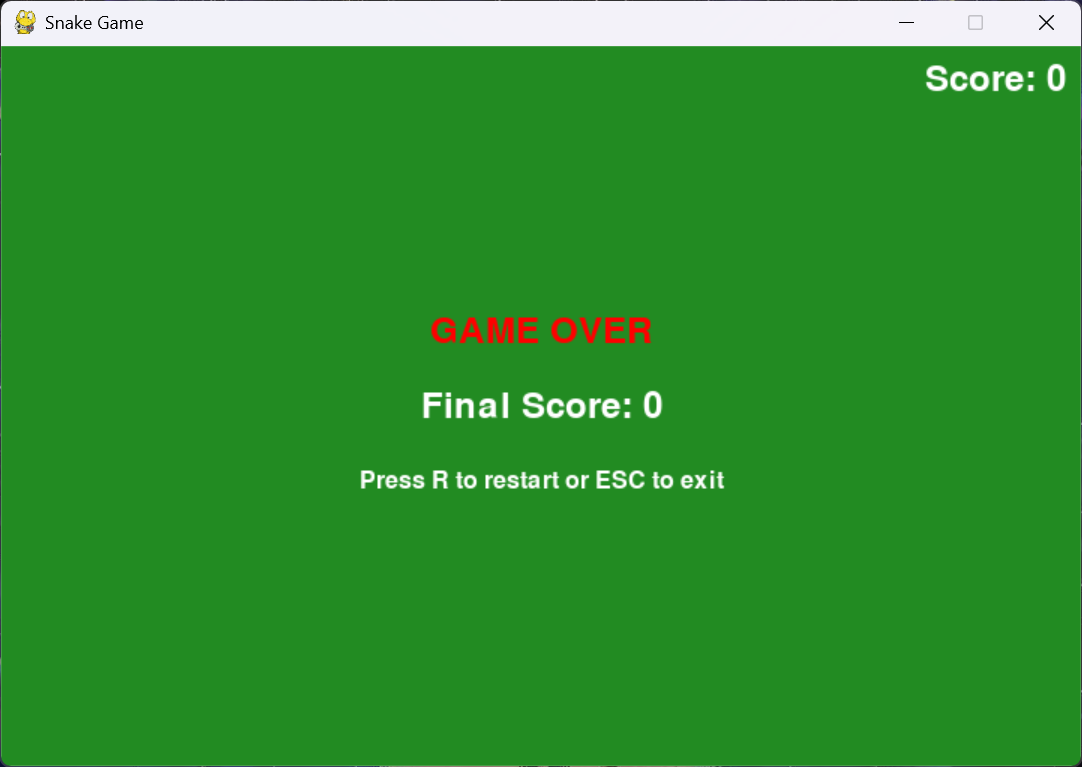 Snake Game
Score: 0
GAME OVER
Final Score: 0
Press R to restart or ESC to exit